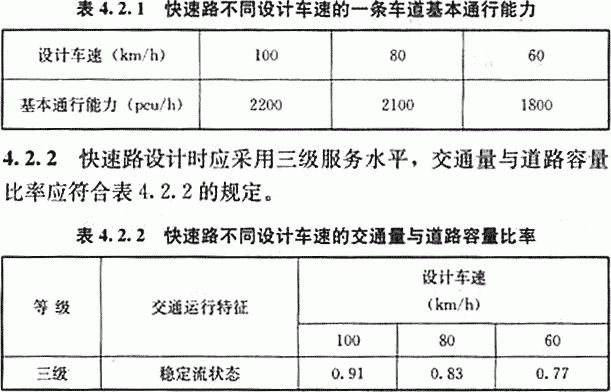 表 4.2.1 快速路不同设计车速的一条车道基本通行能力
设计车速（km/h） 100 80 60
基本通行能力（pcu/h） 2200 2100 1800
4.2.2 快速路设计时应采用三级服务水平，交通量与道路容量
比率应符合表 4.2.2 的规定。
表 4.2.2 快速路不同设计车速的交通量与道路容量比率
等 级 交通运行特征 设计车速
（km/h）
100 80 60
三级 稳定流状态 0.91 0.83 0.77